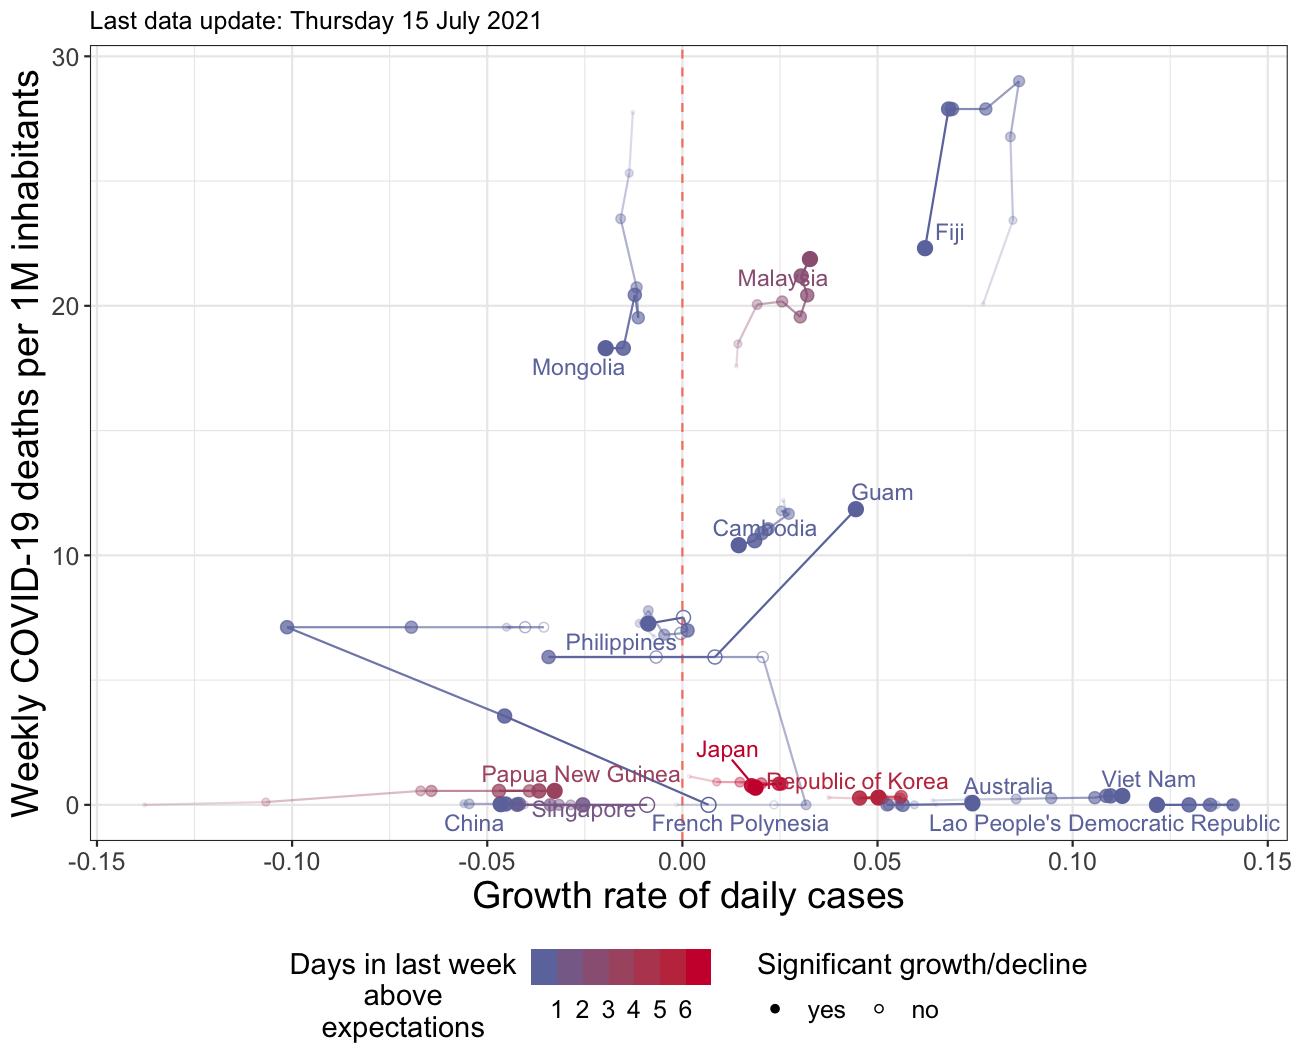 Last data update: Thursday 15 July 2021
Weekly COVID-19 deaths per 1M inhabitants
30
20
10
0
Fiji
Malaysia
Mongolia
Guam
Cambodia
Philippines
Japan
Papua New Guinea
Republic of Korea
Australia
Viet Nam
Singapore
China
French Polynesia
Lao People's Democratic Republic
-0.15
-0.10
-0.05
0.00
0.05
0.10
0.15
Growth rate of daily cases
Days in last week
above
expectations
1 2 3 4 5 6
Significant growth/decline
yes
no